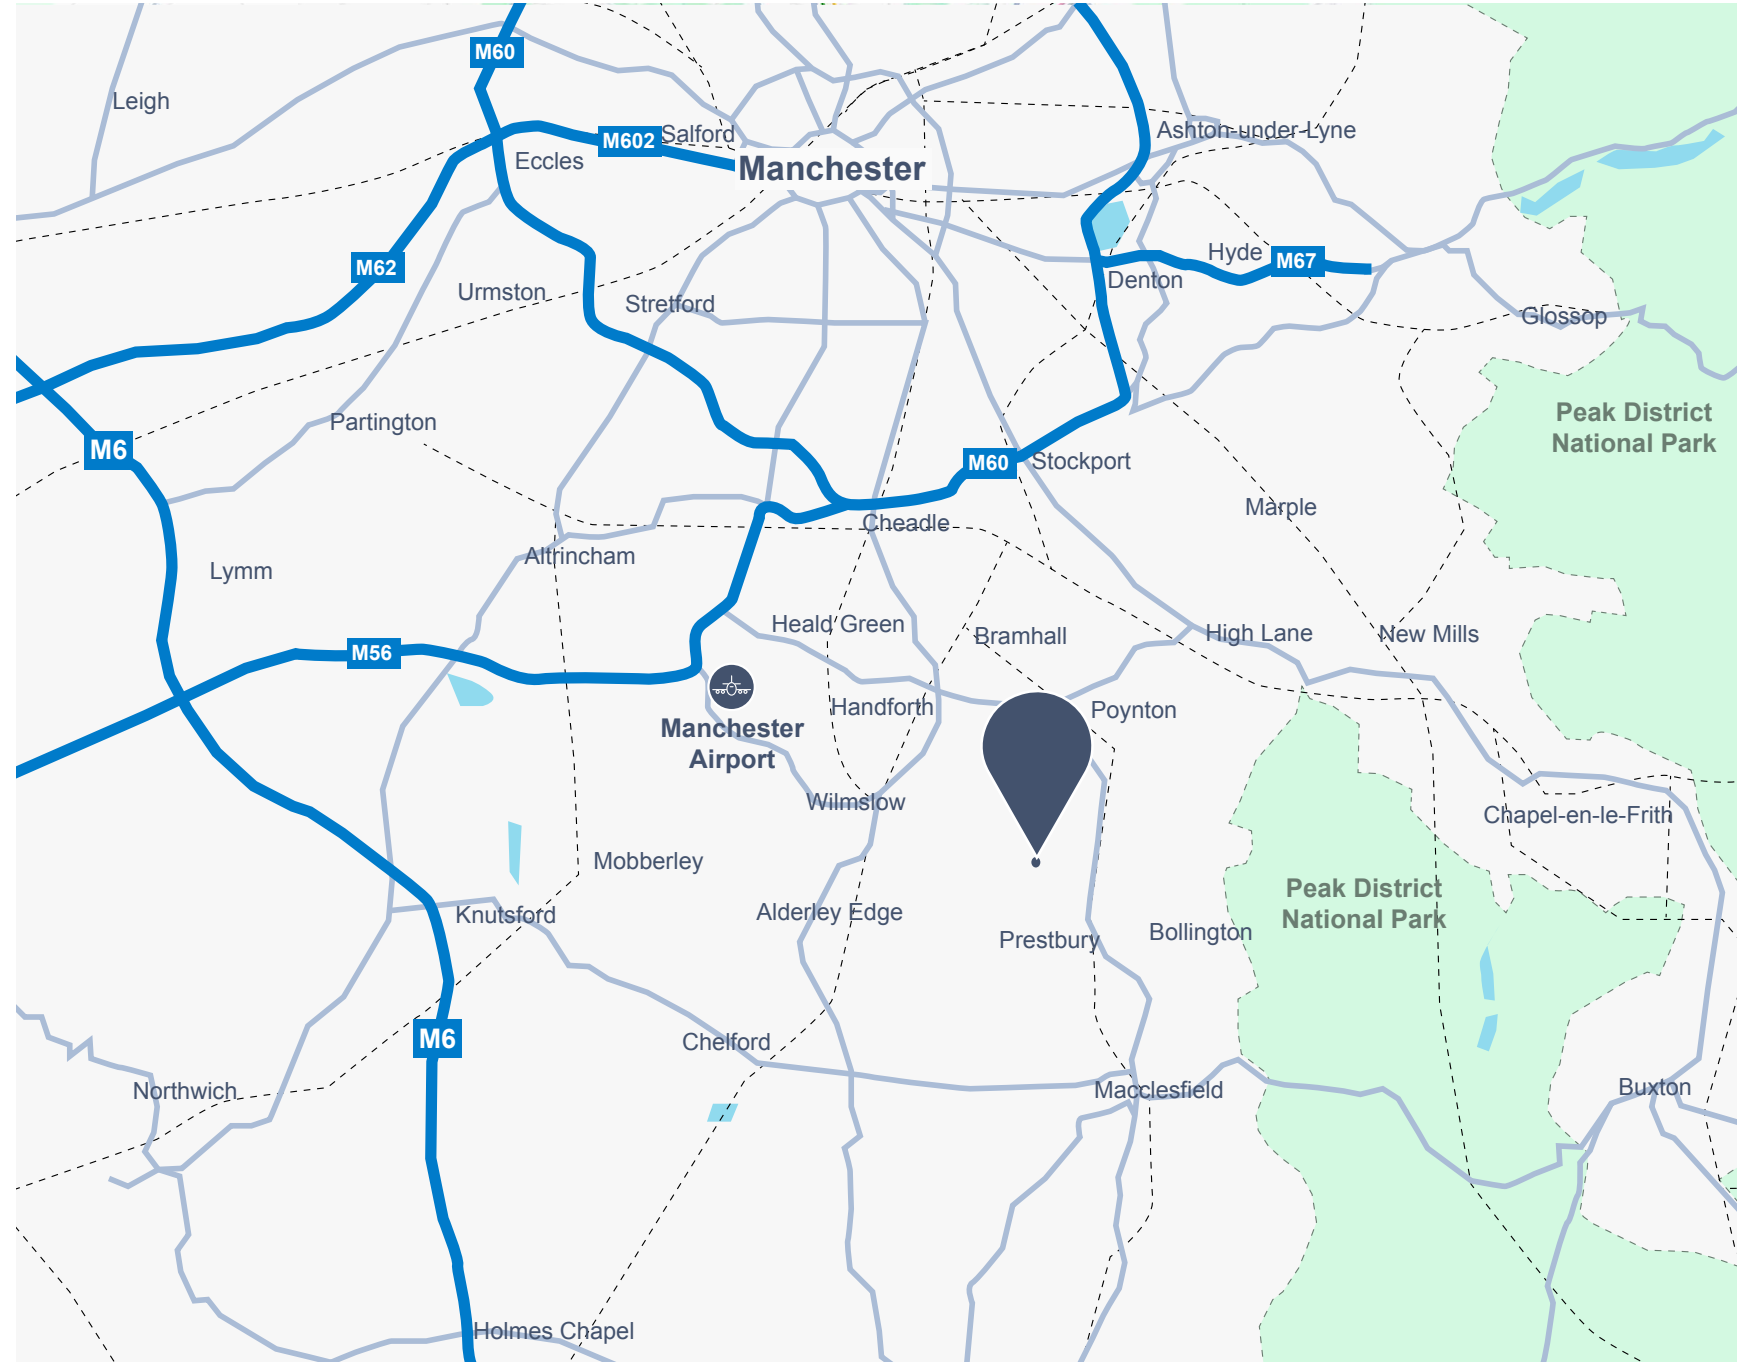 M60
Leigh
M602
Salford
Ashton-under-Lyne
Eccles
Manchester
Hyde
M67
M62
Denton
Urmston
Stretford
Glossop
Partington
Peak District
National Park
M6
M60
Stockport
Marple
Cheadle
Altrincham
Lymm
Heald Green
Bramhall
High Lane
New Mills
M56
Handforth
Poynton
Manchester
Airport
Wilmslow
Chapel-en-le-Frith
Mobberley
Peak District
National Park
Knutsford
Alderley Edge
Prestbury
Bollington
M6
Chelford
Northwich
Macclesfield
Buxton
Holmes Chapel